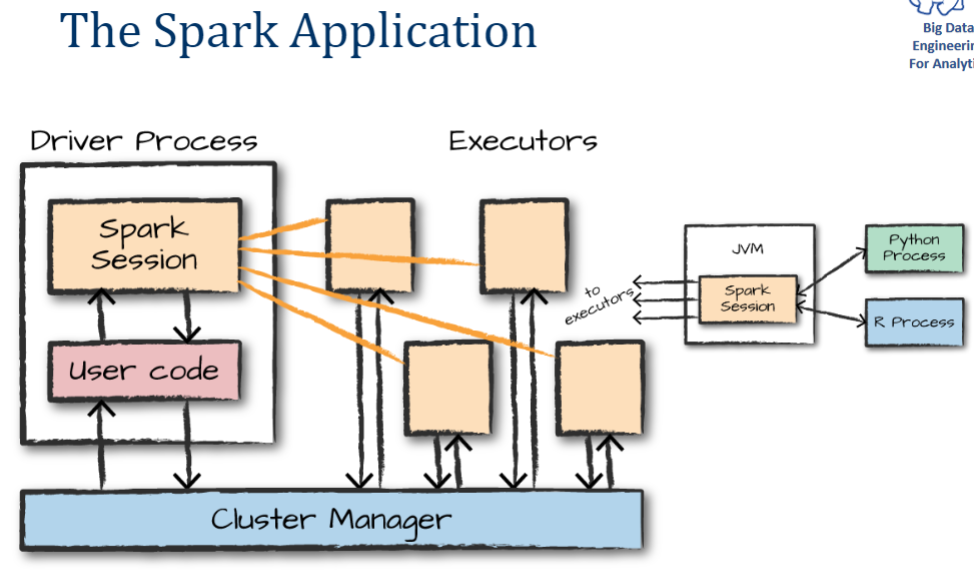 The Spark Application
Big Data
Engineerin
For Analyti
Driver Process
Executors
Spark
Session
User code
Cluster Manager
to
executors
JVM
Spark
Session
Python
Process
R Process